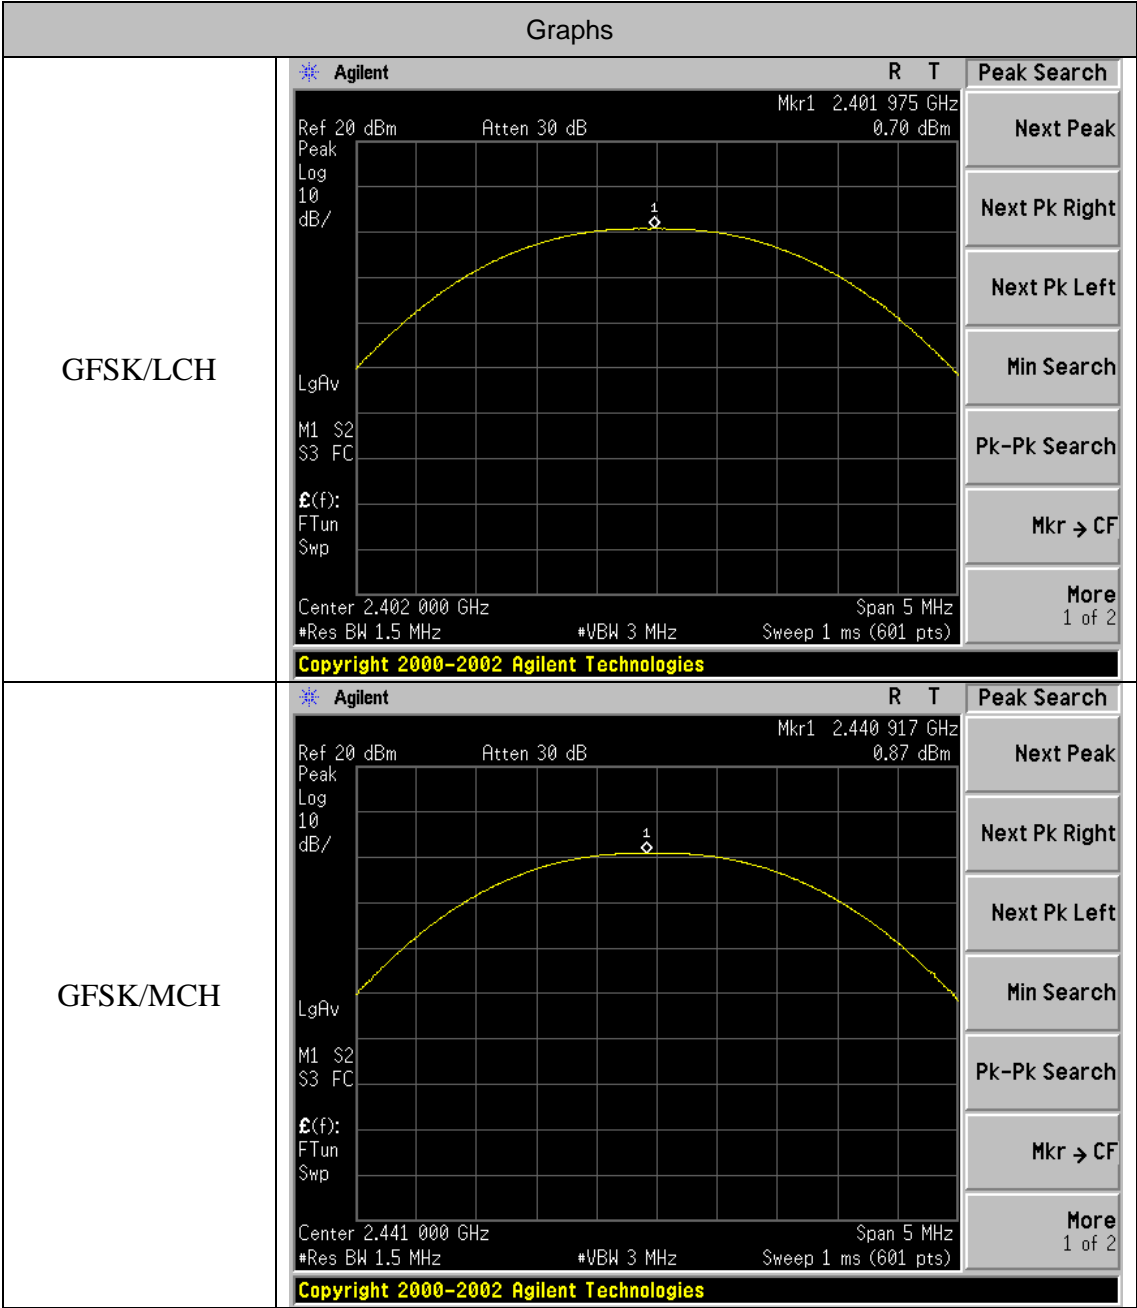 Graphs
GFSK/LCH
Agilent R T Peak Search
Mkr1 2.401 975 GHz
Ref 20 dBm Atten 30 dB 0.70 dBm
Peak
Log
10
dB/
1
LgAv
M1 S2
S3 FC
£(f):
FTun
Swp
Center 2.402 000 GHz Span 5 MHz
#Res BW 1.5 MHz #VBW 3 MHz Sweep 1 ms (601 pts)
Copyright 2000-2002 Agilent Technologies
Next Peak
Next Pk Right
Next Pk Left
Min Search
Pk-Pk Search
Mkr → CF
More
1 of 2
GFSK/MCH
Agilent R T Peak Search
Mkr1 2.440 917 GHz
Ref 20 dBm Atten 30 dB 0.87 dBm
Peak
Log
10
dB/
1
LgAv
M1 S2
S3 FC
£(f):
FTun
Swp
Center 2.441 000 GHz Span 5 MHz
#Res BW 1.5 MHz #VBW 3 MHz Sweep 1 ms (601 pts)
Copyright 2000-2002 Agilent Technologies
Next Peak
Next Pk Right
Next Pk Left
Min Search
Pk-Pk Search
Mkr → CF
More
1 of 2